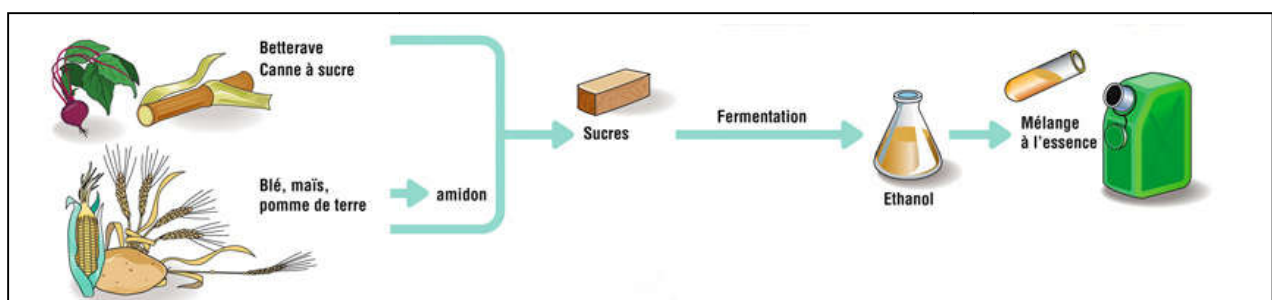 Betterave
Canne à sucre
Blé, maïs,
pomme de terre
amidon
Sucres
Fermentation
Ethanol
Mélange
à l'essence